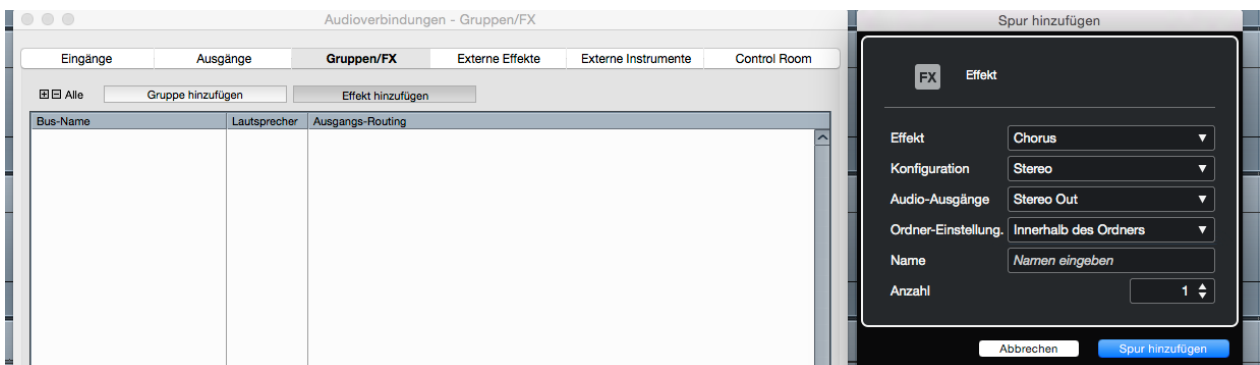 Audioverbindungen - Gruppen/FX
Eingänge Ausgänge Gruppen/FX Externe Effekte Externe Instrumente Control Room
Alle Gruppe hinzufügen Effekt hinzufügen
Bus-Name Lautsprecher Ausgangs-Routing
Spur hinzufügen
FX Effekt
Effekt Chorus
Konfiguration Stereo
Audio-Ausgänge Stereo Out
Ordner-Einstellung. Innerhalb des Ordners
Name Namen eingeben
Anzahl 1
Abbrechen Spur hinzufügen